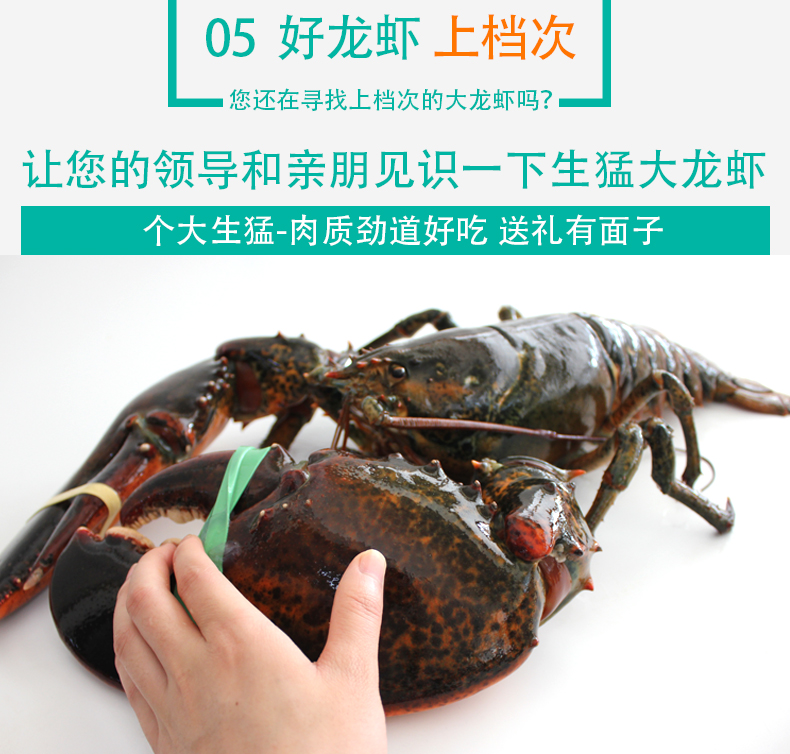 05 好龙虾 上档次
您还在寻找上档次的大龙虾吗?
让您的领导和亲朋见识一下生猛大龙虾
个大生猛-肉质劲道好吃 送礼有面子